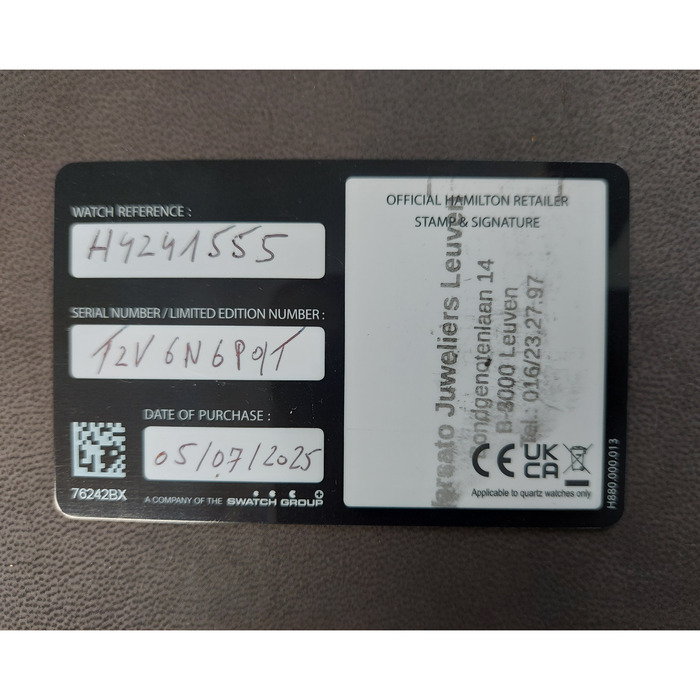 WATCH REFERENCE :
H4241555
SERIAL NUMBER / LIMITED EDITION NUMBER :
DATE OF PURCHASE :
05/07/2025
76242BX
A COMPANY OF THE SWATCH GROUP
OFFICIAL HAMILTON RETAILER
STAMP & SIGNATURE
Juweliers Leuven
ondgenotenlaan 14
B-3000 Leuven
Tel.: 016/23.27.97
CE UK CA
Applicable to quartz watches only
H880.000.013